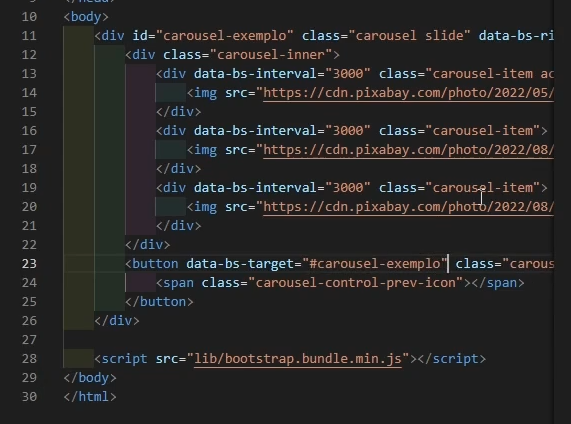 10 <body>
11 <div id="carousel-exemplo" class="carousel slide" data-bs-ri
12 <div class="carousel-inner">
13 <div data-bs-interval="3000" class="carousel-item ac
14 <img src="https://cdn.pixabay.com/photo/2022/05/
15 </div>
16 <div data-bs-interval="3000" class="carousel-item">
17 <img src="https://cdn.pixabay.com/photo/2022/08/
18 </div>
19 <div data-bs-interval="3000" class="carousel-item">
20 <img src="https://cdn.pixabay.com/photo/2022/08/
21 </div>
22 </div>
23 <button data-bs-target="#carousel-exemplo" class="carous
24 <span class="carousel-control-prev-icon"></span>
25 </button>
26 </div>
27
28 <script src="lib/bootstrap.bundle.min.js"></script>
29 </body>
30 </html>